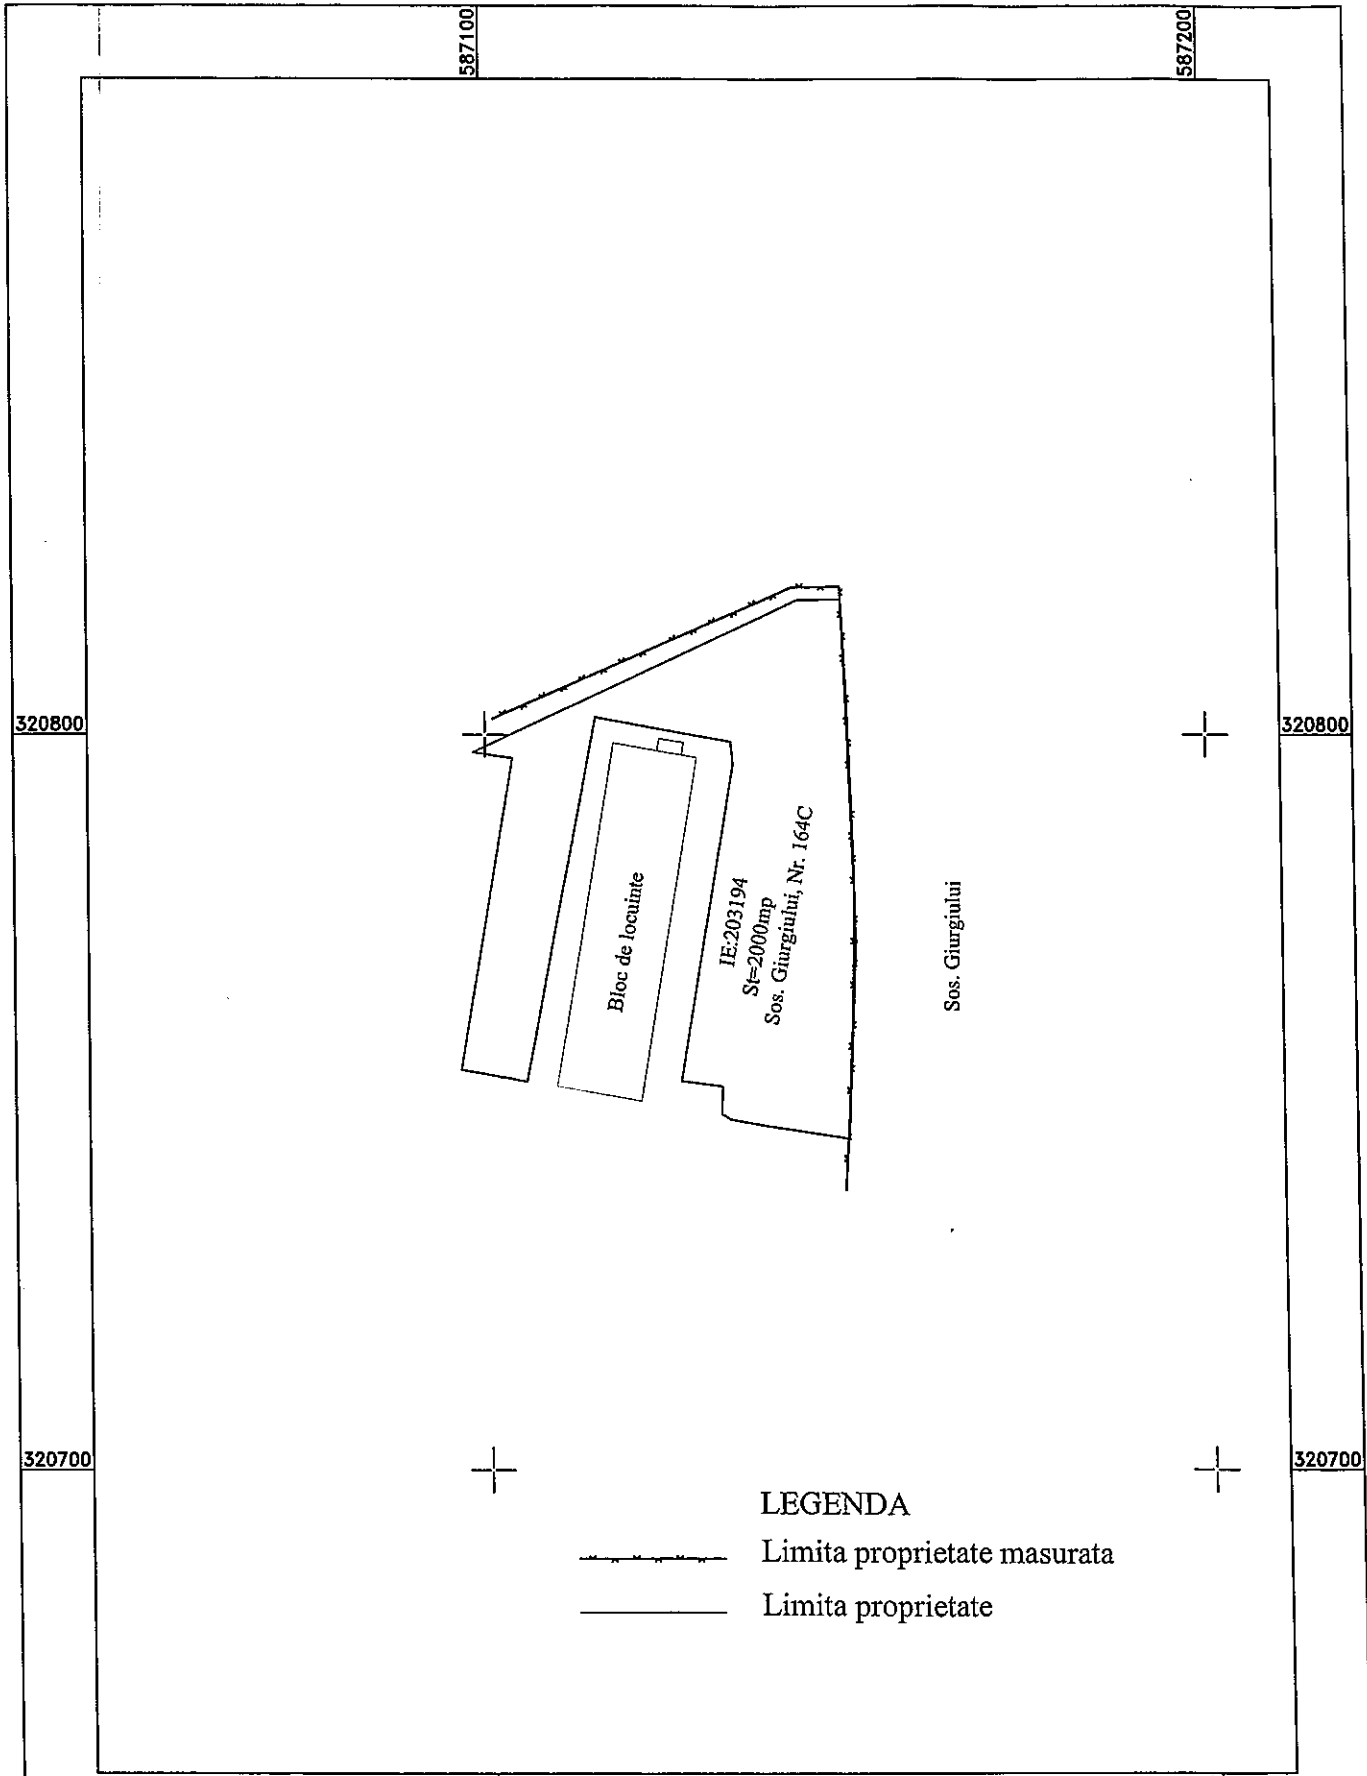 587100
587200
320800
320800
Bloc de locuinte
IE:203194
St=2000mp
Sos. Giurgiului, Nr. 164C
Sos. Giurgiului
320700
320700
LEGENDA
Limita proprietate masurata
Limita proprietate